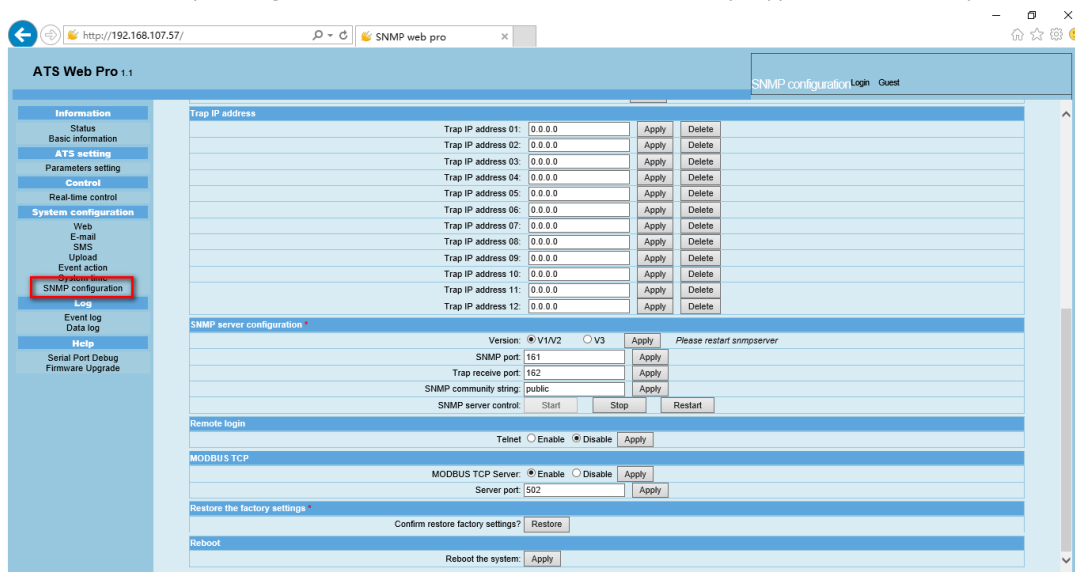 http://192.168.107.57/
SNMP web pro
ATS Web Pro 1.1
SNMP configuration Login Guest
Information
Status
Basic information
ATS setting
Parameters setting
Control
Real-time control
System configuration
Web
E-mail
SMS
Upload
Event action
System time
SNMP configuration
Log
Event log
Data log
Help
Serial Port Debug
Firmware Upgrade
Trap IP address
Trap IP address 01: 0.0.0.0 Apply Delete
Trap IP address 02: 0.0.0.0 Apply Delete
Trap IP address 03: 0.0.0.0 Apply Delete
Trap IP address 04: 0.0.0.0 Apply Delete
Trap IP address 05: 0.0.0.0 Apply Delete
Trap IP address 06: 0.0.0.0 Apply Delete
Trap IP address 07: 0.0.0.0 Apply Delete
Trap IP address 08: 0.0.0.0 Apply Delete
Trap IP address 09: 0.0.0.0 Apply Delete
Trap IP address 10: 0.0.0.0 Apply Delete
Trap IP address 11: 0.0.0.0 Apply Delete
Trap IP address 12: 0.0.0.0 Apply Delete
SNMP server configuration *
Version: V1/V2 V3 Apply Please restart snmpserver
SNMP port: 161 Apply
Trap receive port: 162 Apply
SNMP community string: public Apply
SNMP server control: Start Stop Restart
Remote login
Telnet Enable Disable Apply
MODBUS TCP
MODBUS TCP Server: Enable Disable Apply
Server port: 502 Apply
Restore the factory settings *
Confirm restore factory settings? Restore
Reboot
Reboot the system: Apply